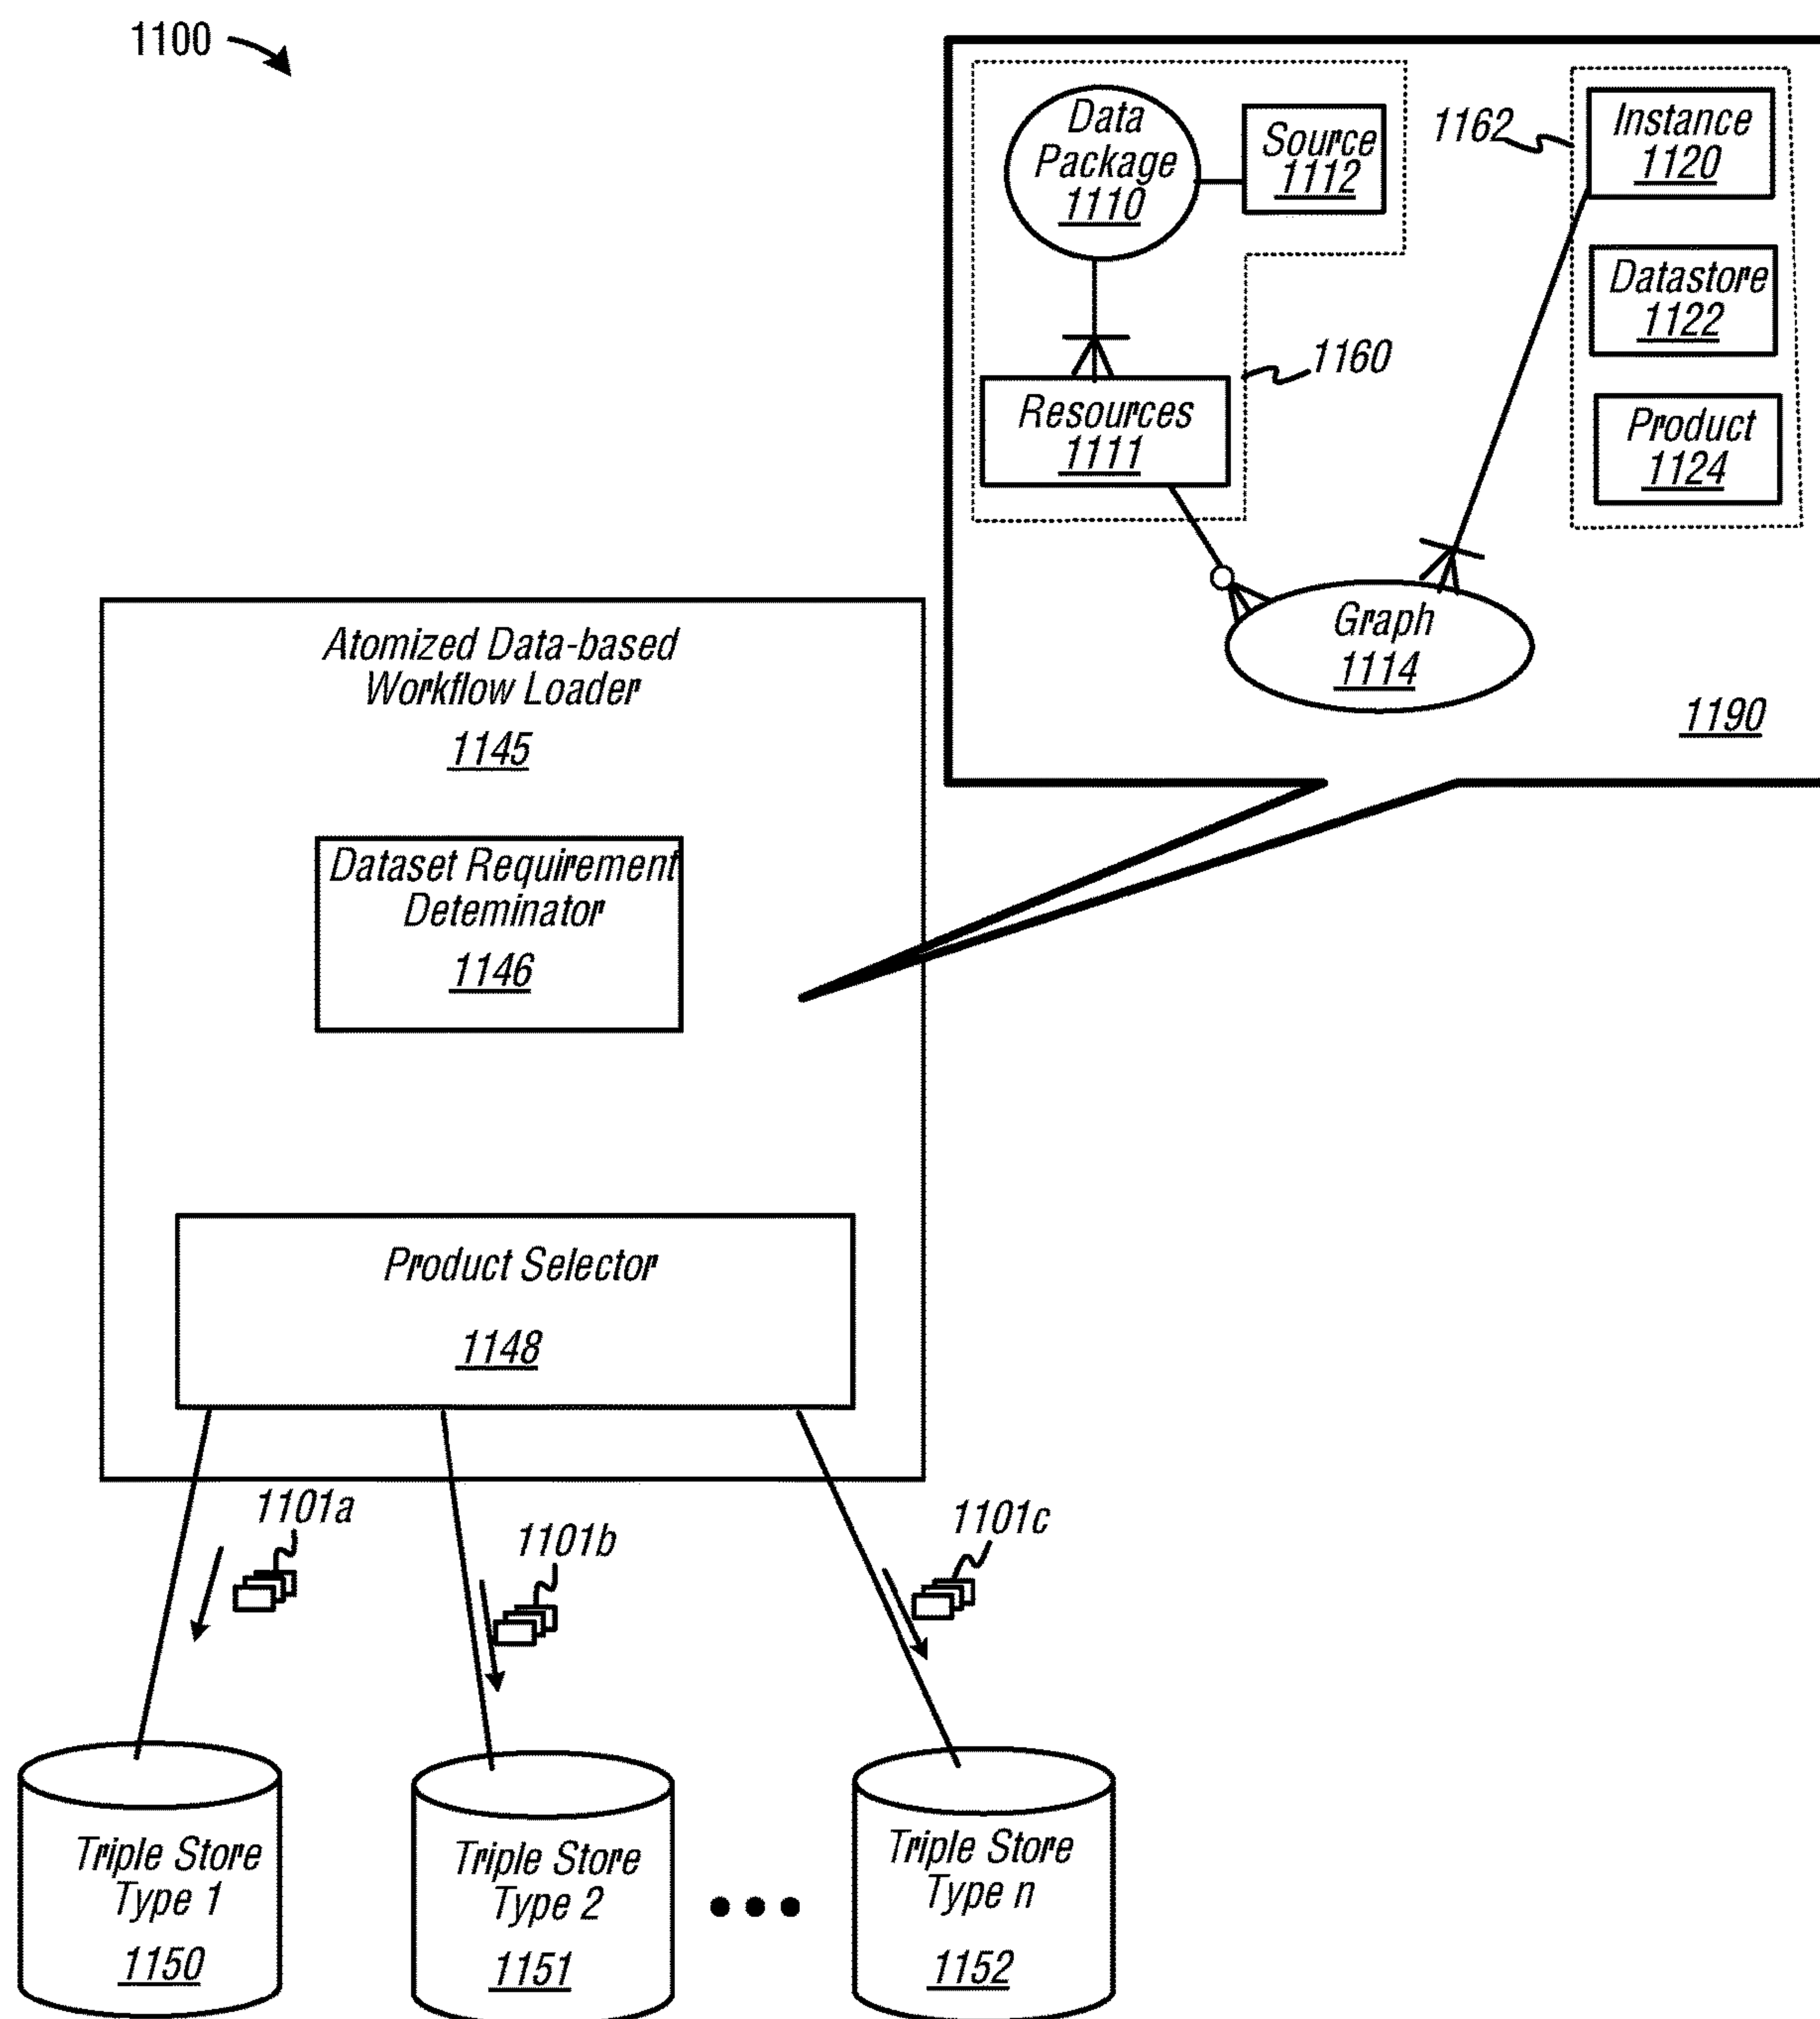 1100
Data
Package
1110
Source
1112
1162
Instance
1120
Datastore
1122
Product
1124
1160
Resources
1111
Graph
1114
1190
Atomized Data-based
Workflow Loader
1145
Dataset Requirement
Deteminator
1146
Product Selector
1148
1101a
1101b
1101c
Triple Store
Type 1
1150
Triple Store
Type 2
1151
Triple Store
Type n
1152